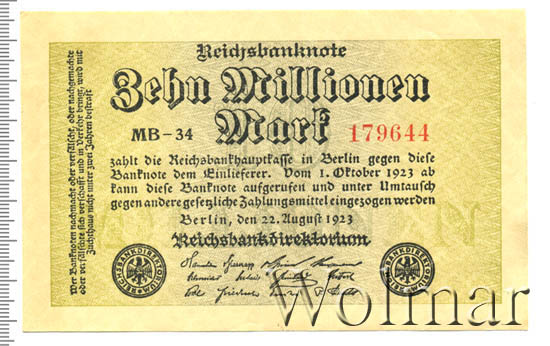 Reichsbanknote
Zehn Millionen
Mark
MB-34
179644
zahlt die Reichsbankhauptkasse in Berlin gegen diese
Banknote dem Einlieferer. Vom 1. Oktober 1923 ab
kann diese Banknote aufgerufen und unter Umtausch
gegen andere gesetzliche Zahlungsmittel eingezogen werden
Berlin, den 22. August 1923
Reichsbankdirektorium
Wer Banknoten nachmacht oder verfälscht, oder nachgemachte
oder verfälschte sich verschafft und in Verkehr bringt, wird mit
Zuchthaus nicht unter zwei Jahren bestraft
REICHSBANKDIREKTORIUM
REICHSBANKDIREKTORIUM
Wolmar